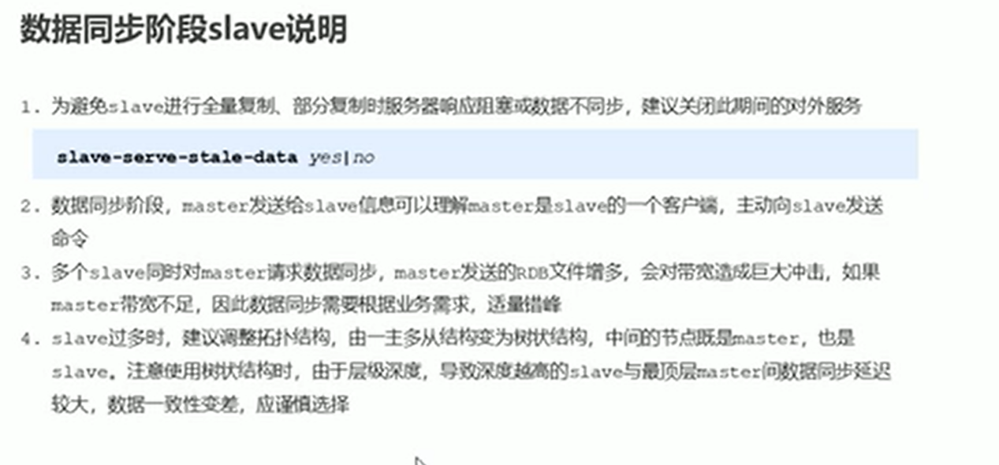 数据同步阶段slave说明
1. 为避免slave进行全量复制、部分复制时服务器响应阻塞或数据不同步，建议关闭此期间的对外服务
slave-serve-stale-data yes|no
2. 数据同步阶段，master发送给slave信息可以理解master是slave的一个客户端，主动向slave发送
命令
3. 多个slave同时对master请求数据同步，master发送的RDB文件增多，会对带宽造成巨大冲击，如果
master带宽不足，因此数据同步需要根据业务需求，适量错峰
4. slave过多时，建议调整拓扑结构，由一主多从结构变为树状结构，中间的节点既是master，也是
slave。注意使用树状结构时，由于层级深度，导致深度越高的slave与最顶层master间数据同步延迟
较大，数据一致性变差，应谨慎选择